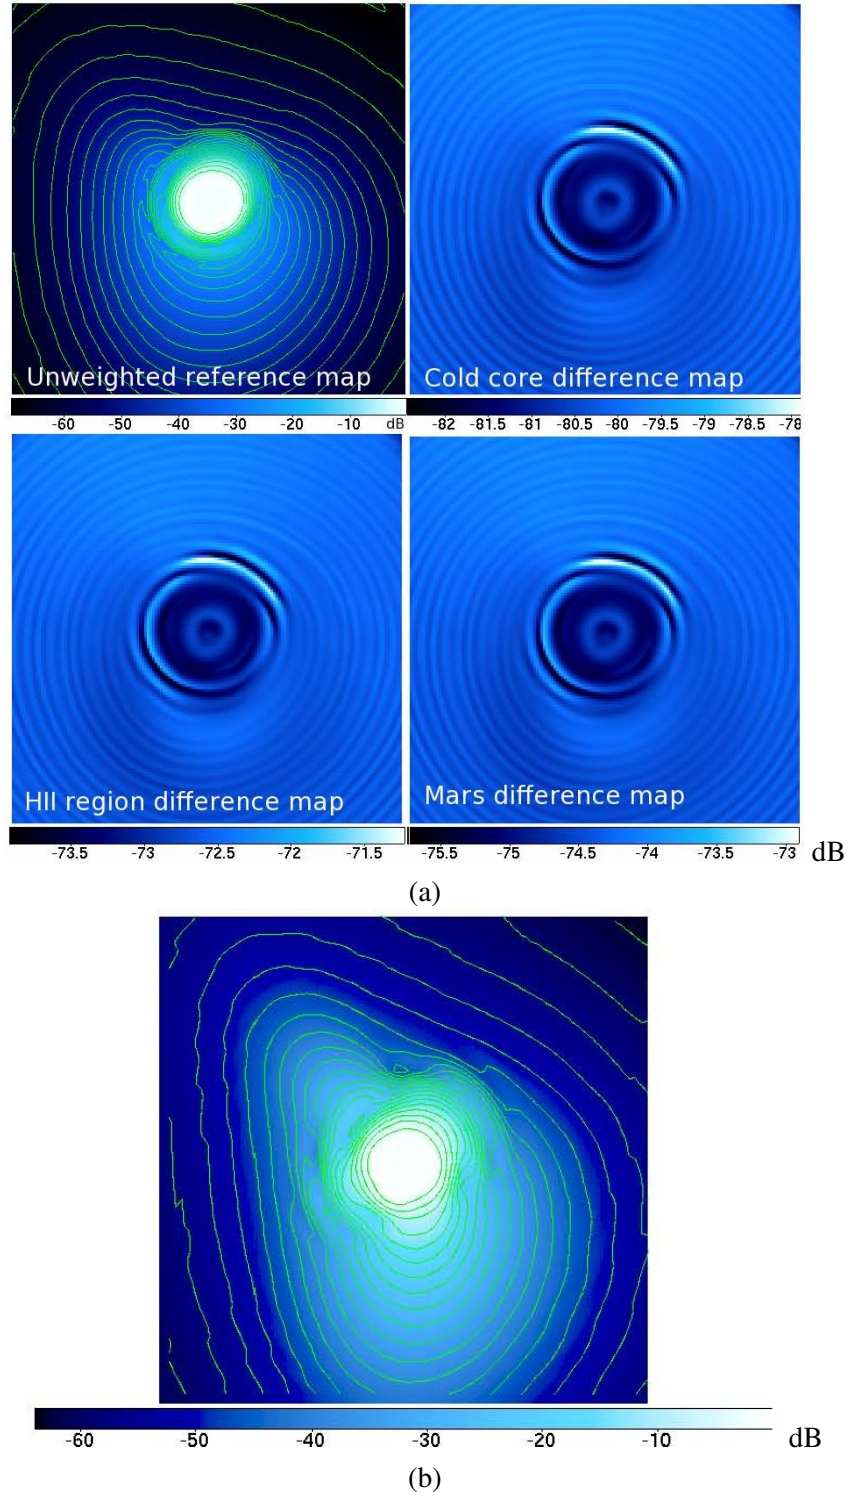 Unweighted reference map
Cold core difference map
-60 -50 -40 -30 -20 -10 dB
-82 -81.5 -81 -80.5 -80 -79.5 -79 -78.5 -78
HII region difference map
Mars difference map
-73.5 -73 -72.5 -72 -71.5
-75.5 -75 -74.5 -74 -73.5 -73 dB
(a)
-60 -50 -40 -30 -20 -10 dB
(b)